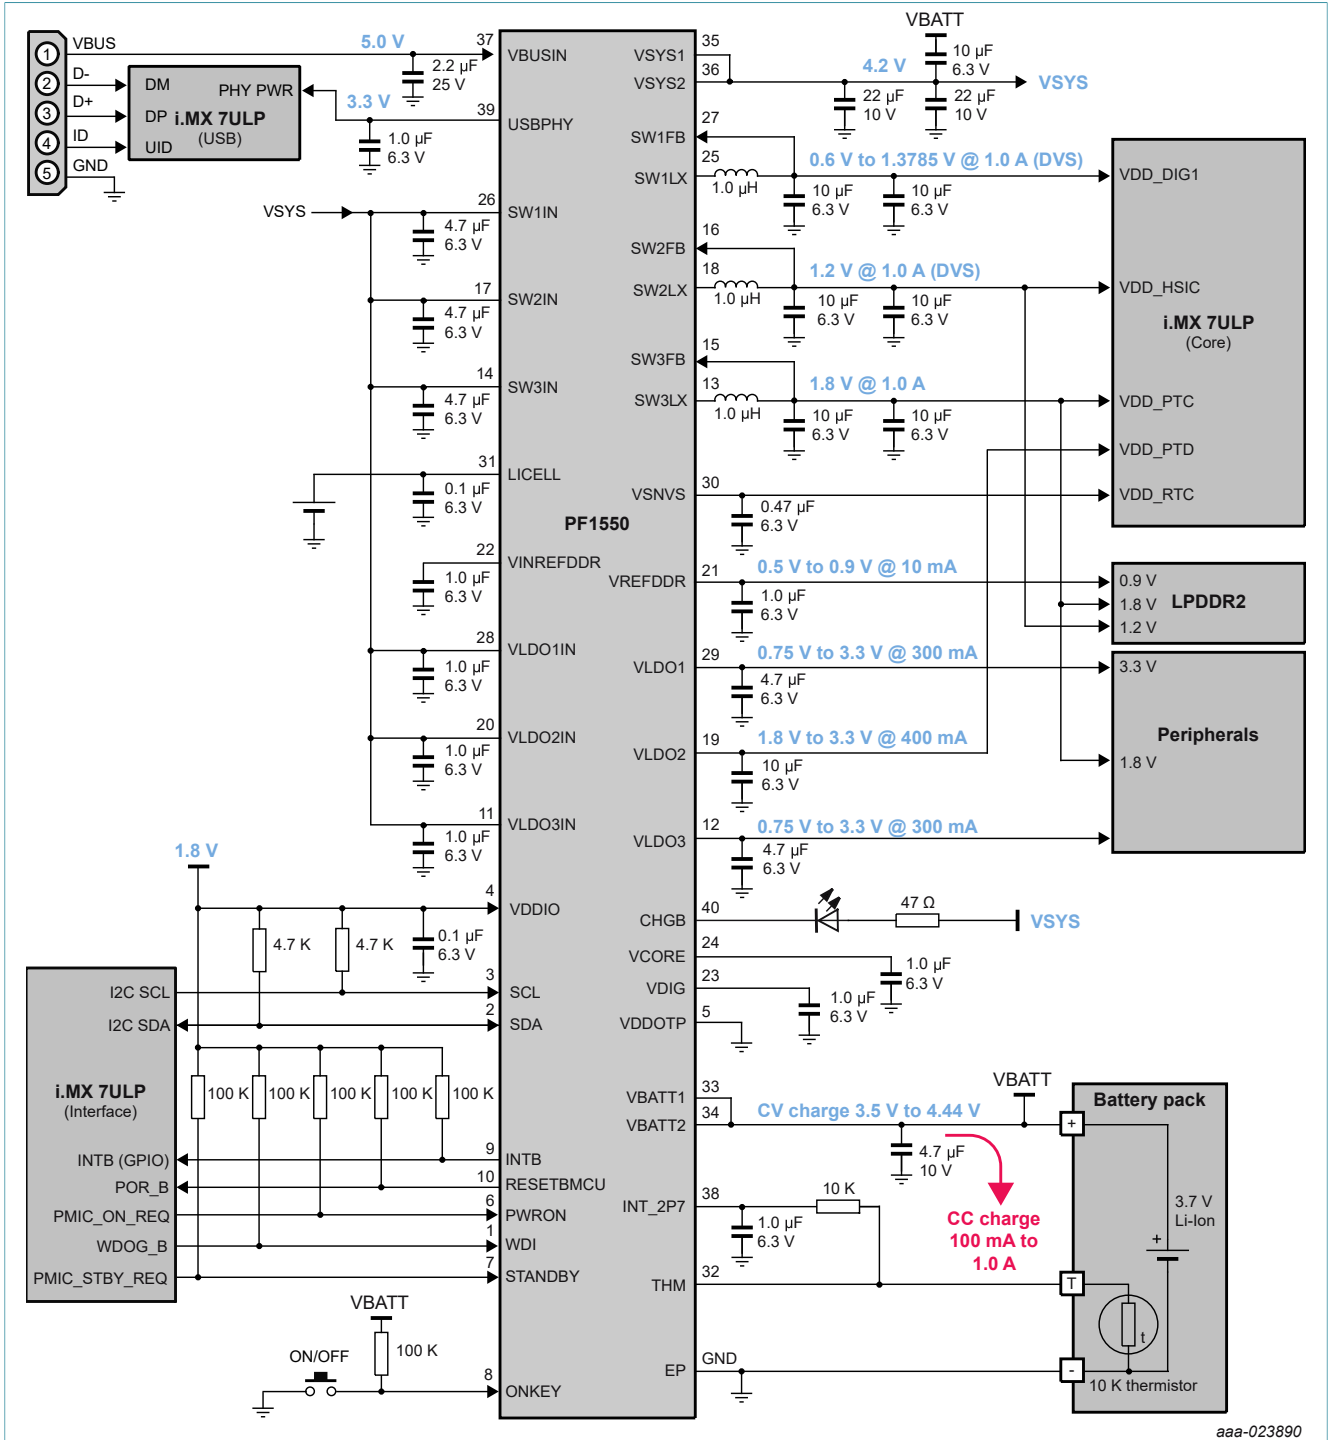 1
VBUS
2
D-
3
D+
4
ID
5
GND
DM
PHY PWR
DP
i.MX 7ULP
(USB)
UID
5.0 V
37
VBUSIN
2.2 µF
25 V
3.3 V
39
USBPHY
1.0 µF
6.3 V
VSYS
26
SW1IN
4.7 µF
6.3 V
17
SW2IN
4.7 µF
6.3 V
14
SW3IN
4.7 µF
6.3 V
31
LICELL
0.1 µF
6.3 V
22
VINREFDDR
1.0 µF
6.3 V
28
VLDO1IN
1.0 µF
6.3 V
20
VLDO2IN
1.0 µF
6.3 V
11
VLDO3IN
1.0 µF
6.3 V
1.8 V
4
VDDIO
4.7 K
4.7 K
0.1 µF
6.3 V
I2C SCL
3
SCL
I2C SDA
2
SDA
i.MX 7ULP
(Interface)
100 K
100 K
100 K
100 K
100 K
INTB (GPIO)
9
INTB
POR_B
10
RESETBMCU
PMIC_ON_REQ
6
PWRON
WDOG_B
1
WDI
PMIC_STBY_REQ
7
STANDBY
VBATT
100 K
ON/OFF
8
ONKEY
PF1550
VSYS1
35
VSYS2
36
VBATT
10 µF
6.3 V
4.2 V
VSYS
22 µF
10 V
22 µF
10 V
SW1FB
27
SW1LX
25
1.0 µH
0.6 V to 1.3785 V @ 1.0 A (DVS)
10 µF
6.3 V
10 µF
6.3 V
SW2FB
16
SW2LX
18
1.0 µH
1.2 V @ 1.0 A (DVS)
10 µF
6.3 V
10 µF
6.3 V
SW3FB
15
SW3LX
13
1.0 µH
1.8 V @ 1.0 A
10 µF
6.3 V
10 µF
6.3 V
VSNVS
30
0.47 µF
6.3 V
VREFDDR
21
0.5 V to 0.9 V @ 10 mA
1.0 µF
6.3 V
VLDO1
29
0.75 V to 3.3 V @ 300 mA
4.7 µF
6.3 V
VLDO2
19
1.8 V to 3.3 V @ 400 mA
10 µF
6.3 V
VLDO3
12
0.75 V to 3.3 V @ 300 mA
4.7 µF
6.3 V
VDD_DIG1
VDD_HSIC
i.MX 7ULP
(Core)
VDD_PTC
VDD_PTD
VDD_RTC
0.9 V
1.8 V
LPDDR2
1.2 V
3.3 V
Peripherals
1.8 V
CHGB
40
47 Ω
VSYS
VCORE
24
1.0 µF
6.3 V
VDIG
23
1.0 µF
6.3 V
VDDOTP
5
VBATT1
33
VBATT2
34
CV charge 3.5 V to 4.44 V
VBATT
4.7 µF
10 V
CC charge
100 mA to
1.0 A
INT_2P7
38
10 K
1.0 µF
6.3 V
THM
32
EP
GND
Battery pack
+
3.7 V
Li-Ion
+
T
t
-
10 K thermistor
aaa-023890